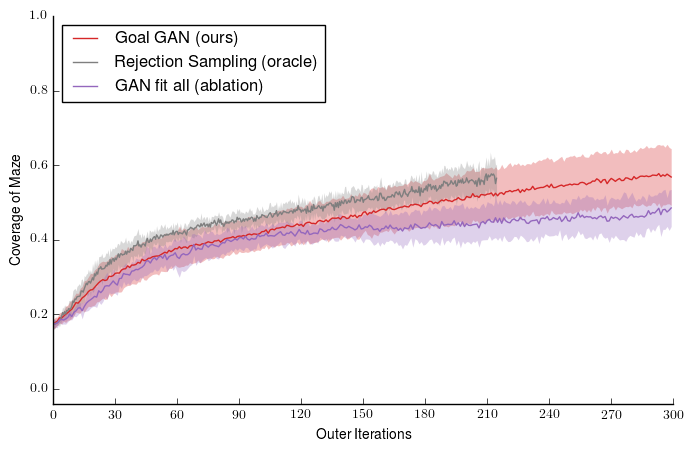 1.0
0.8
0.6
0.4
0.2
0.0
Coverage of Maze
Goal GAN (ours)
Rejection Sampling (oracle)
GAN fit all (ablation)
0 30 60 90 120 150 180 210 240 270 300
Outer Iterations